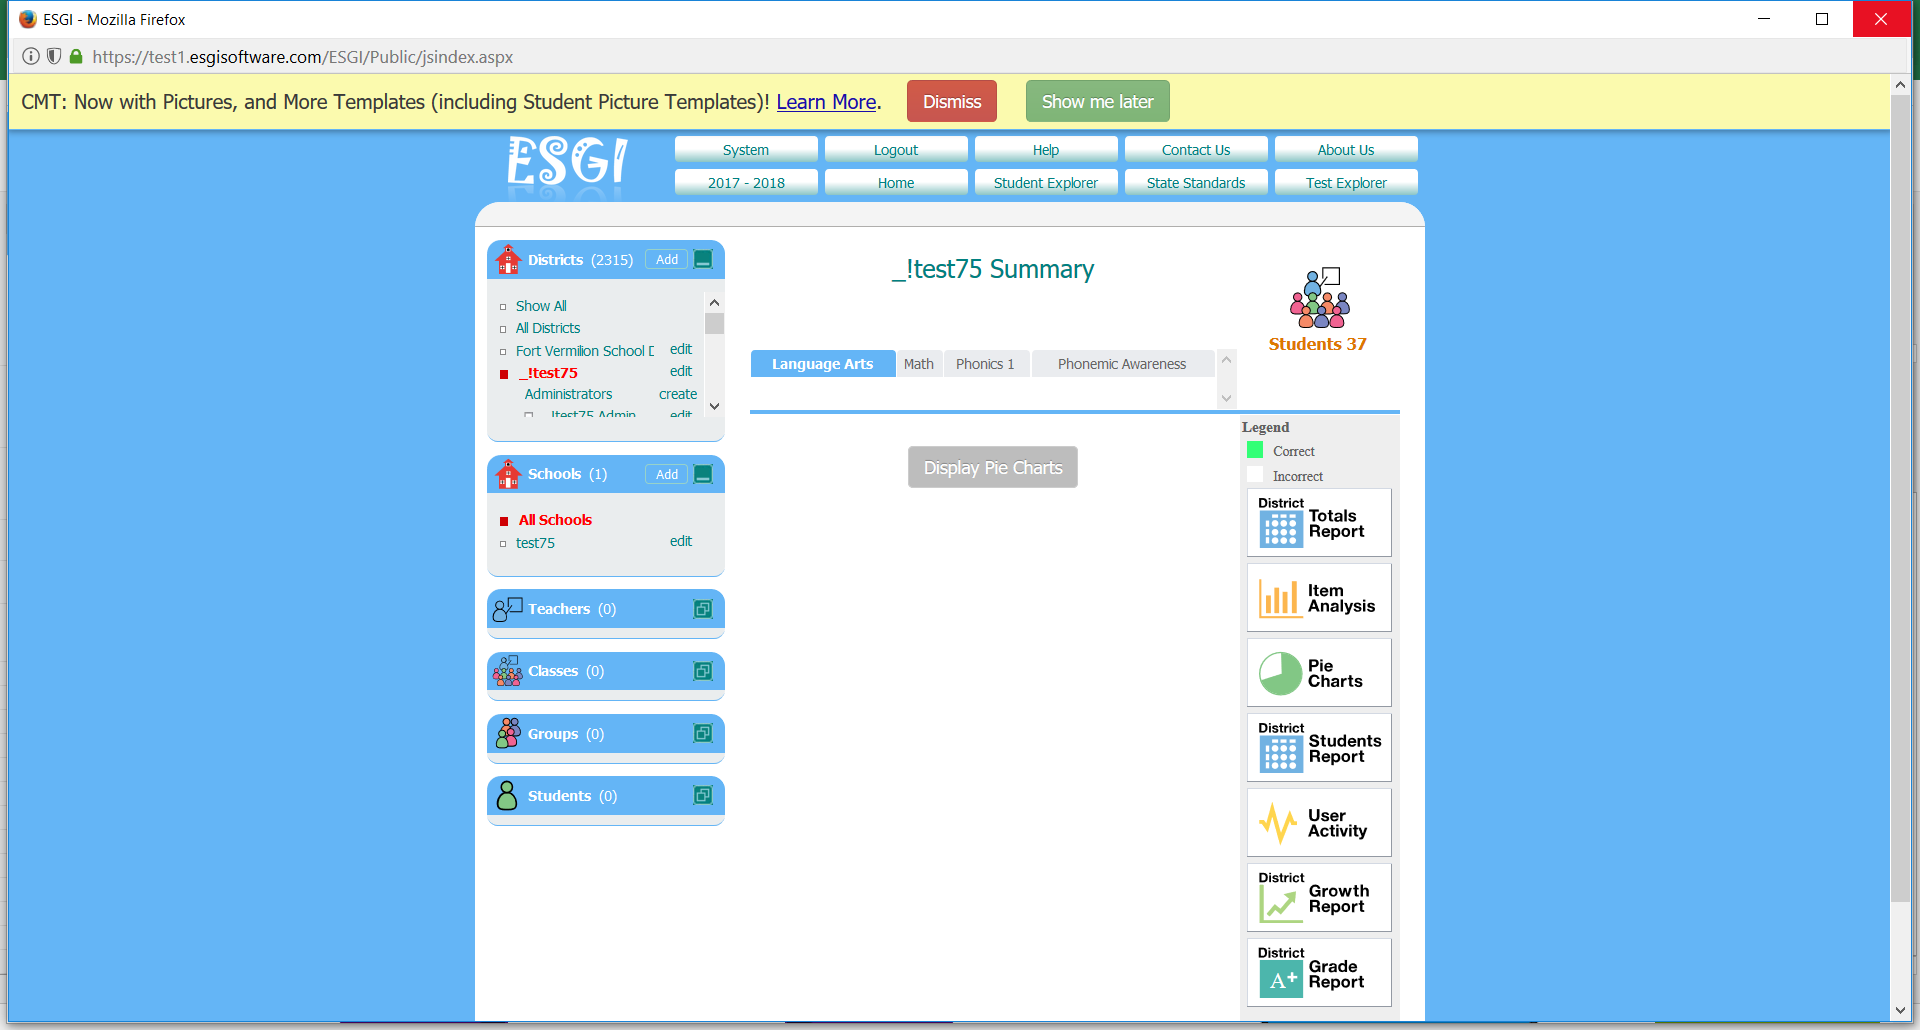 ESGI - Mozilla Firefox
https://test1.esgisoftware.com/ESGI/Public/jsindex.aspx
CMT: Now with Pictures, and More Templates (including Student Picture Templates)! Learn More. Dismiss Show me later
ESGI
System Logout Help Contact Us About Us
2017 - 2018 Home Student Explorer State Standards Test Explorer
Districts (2315) Add
Show All
All Districts
Fort Vermilion School D edit
_!test75 edit
Administrators create
!test75 Admin edit
Schools (1) Add
All Schools
test75 edit
Teachers (0)
Classes (0)
Groups (0)
Students (0)
_!test75 Summary
Students 37
Language Arts Math Phonics 1 Phonemic Awareness
Display Pie Charts
Legend
Correct
Incorrect
District
Totals
Report
Item
Analysis
Pie
Charts
District
Students
Report
User
Activity
District
Growth
Report
District
A+
Grade
Report